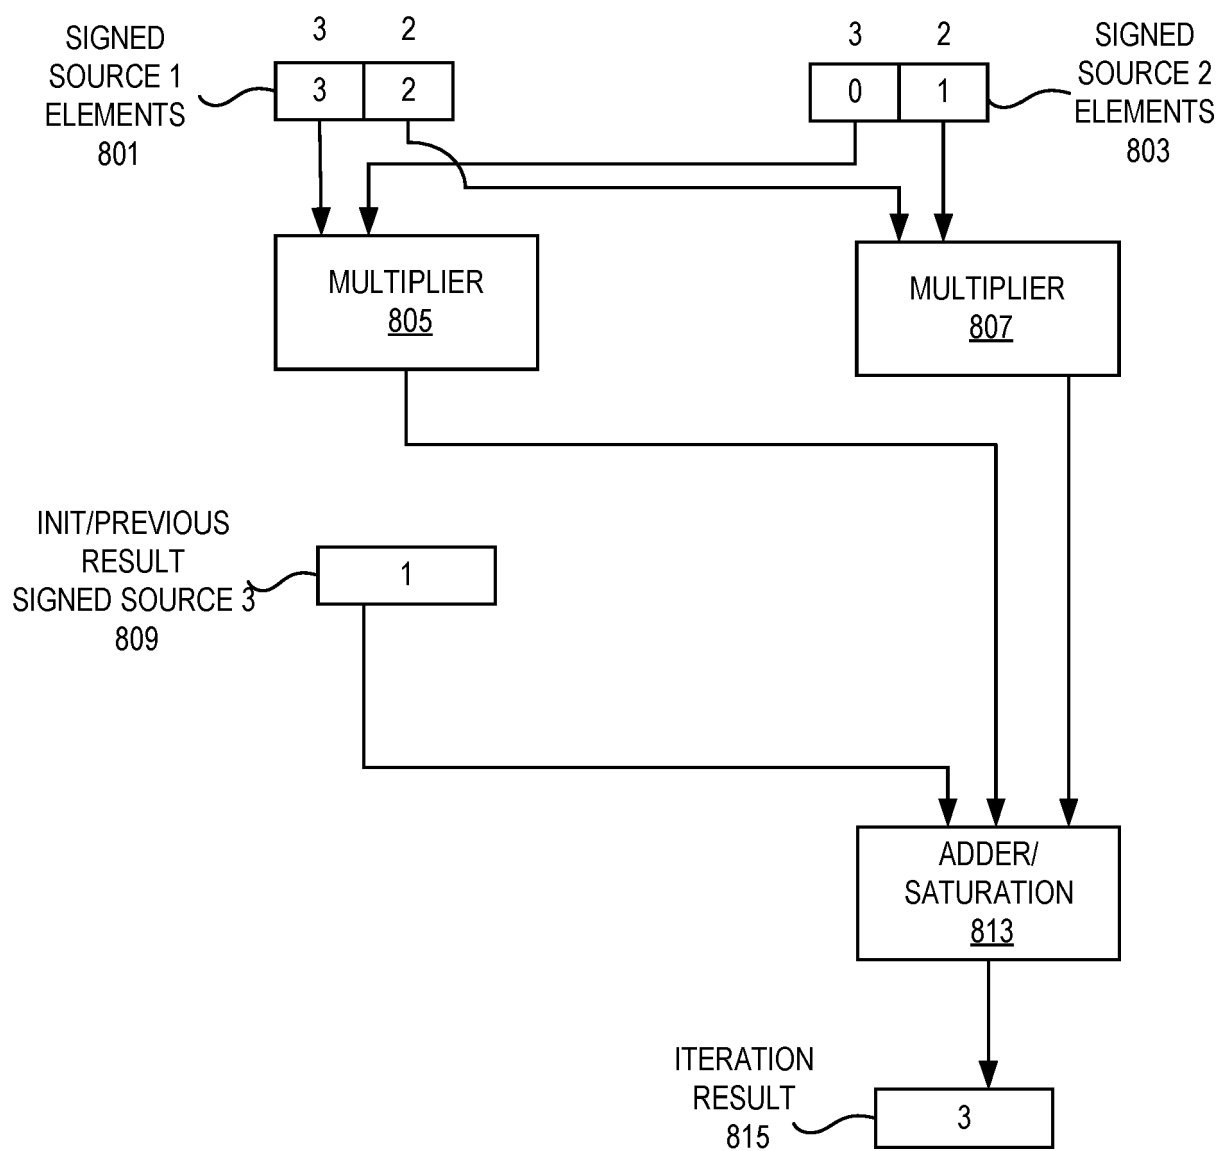 SIGNED
SOURCE 1
ELEMENTS
801
3 2
3 2
3 2
0 1
SIGNED
SOURCE 2
ELEMENTS
803
MULTIPLIER
805
MULTIPLIER
807
INIT/PREVIOUS
RESULT
SIGNED SOURCE 3
809
1
ADDER/
SATURATION
813
ITERATION
RESULT
815
3